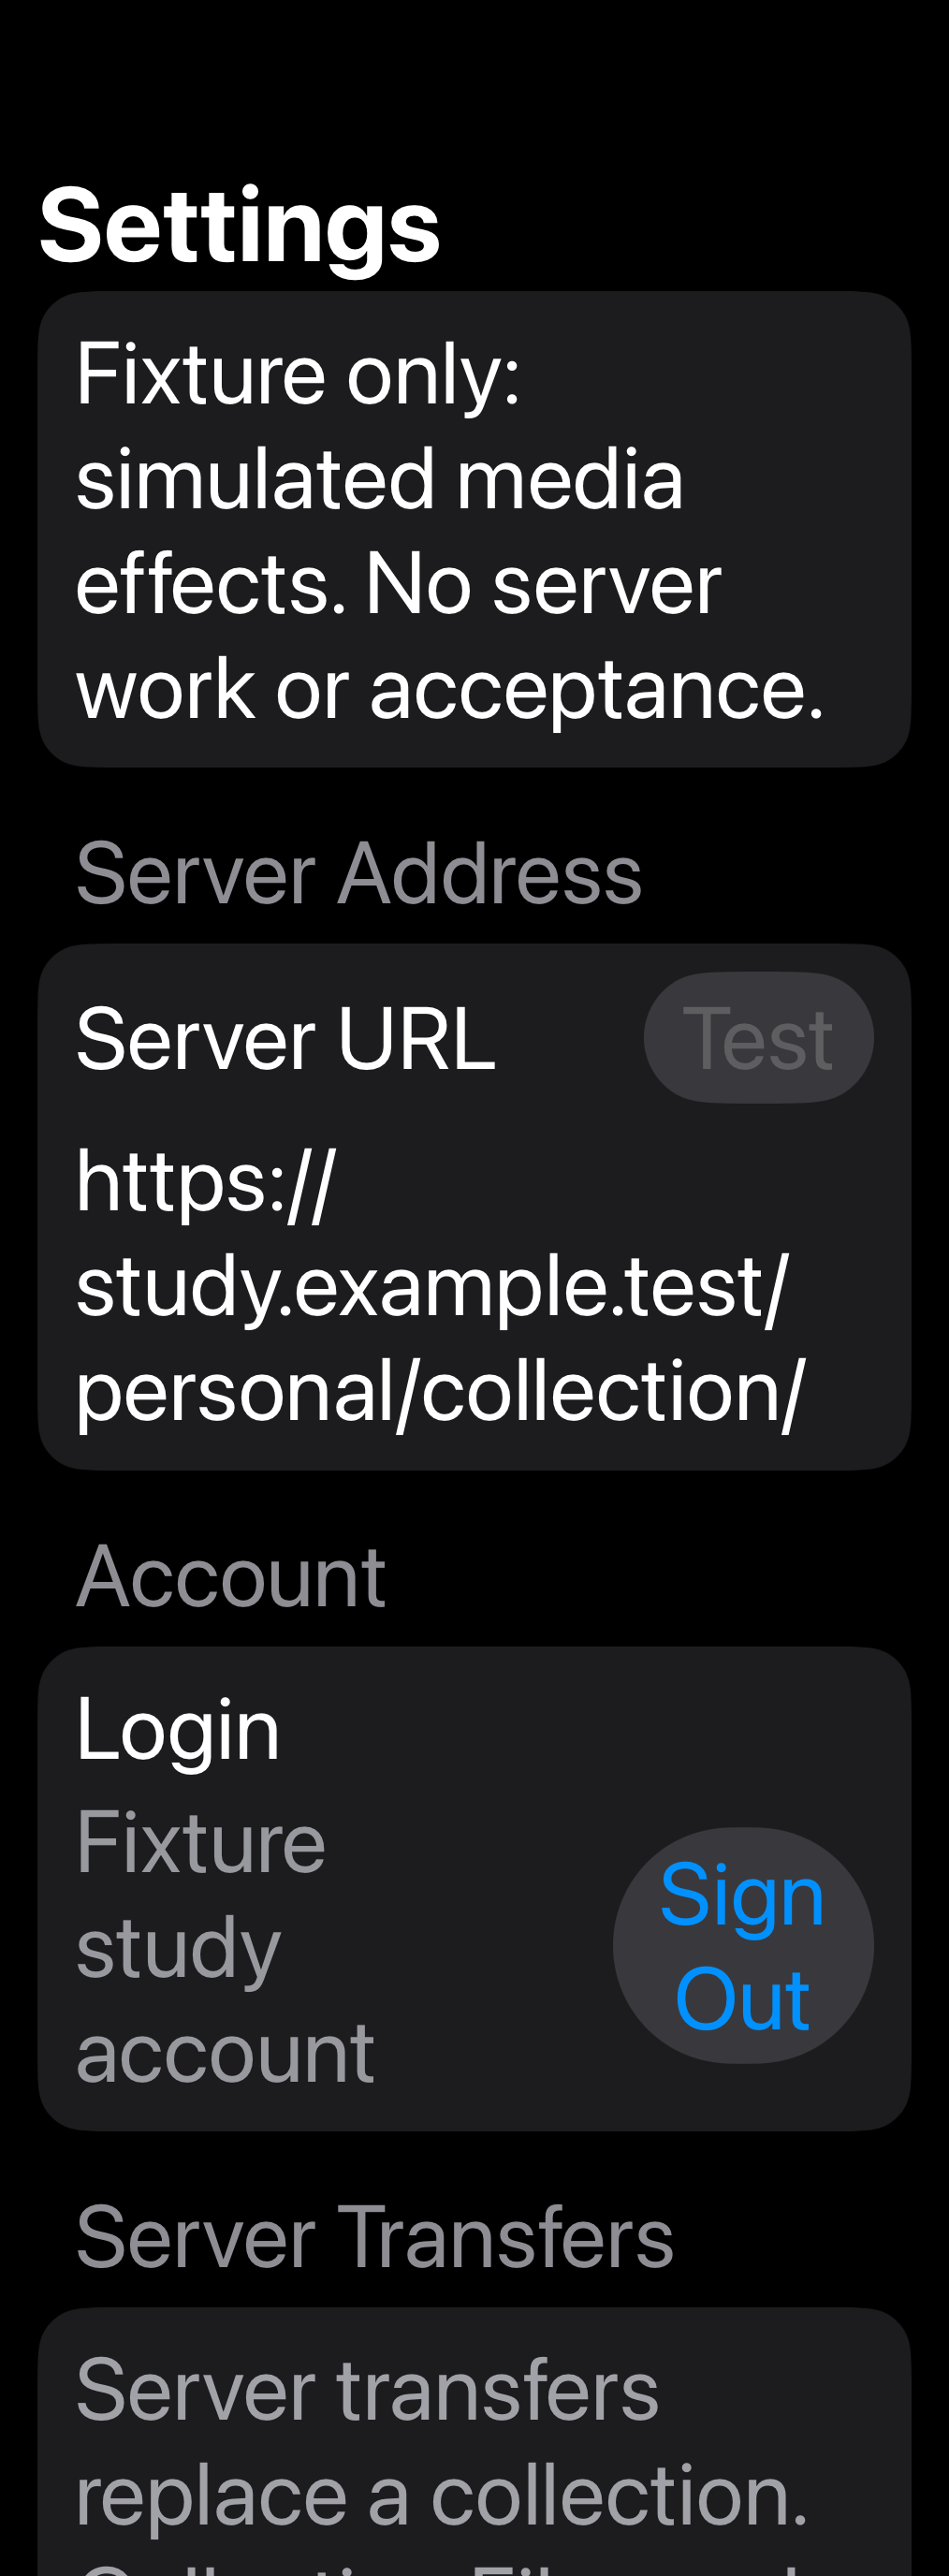 Settings
Fixture only:
simulated media
effects. No server
work or acceptance.
Server Address
Server URL
Test
https://
study.example.test/
personal/collection/
Account
Login
Fixture
study
account
Sign
Out
Server Transfers
Server transfers
replace a collection.